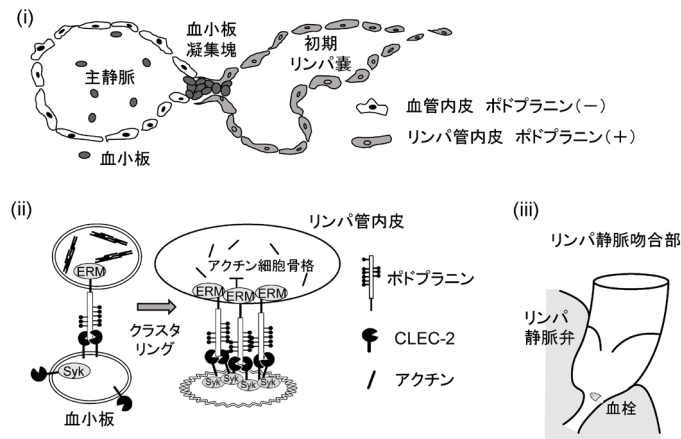 (i)
血小板
凝集塊
初期
リンパ嚢
主静脈
血小板
血管内皮 ポドプラニン(－)
リンパ管内皮 ポドプラニン(＋)
(ii)
リンパ管内皮
アクチン細胞骨格
ERM
ERM
ERM
ERM
クラスタ
リング
Syk
Syk
Syk
Syk
Syk
血小板
ポドプラニン
CLEC-2
アクチン
(iii)
リンパ静脈吻合部
リンパ
静脈弁
血栓